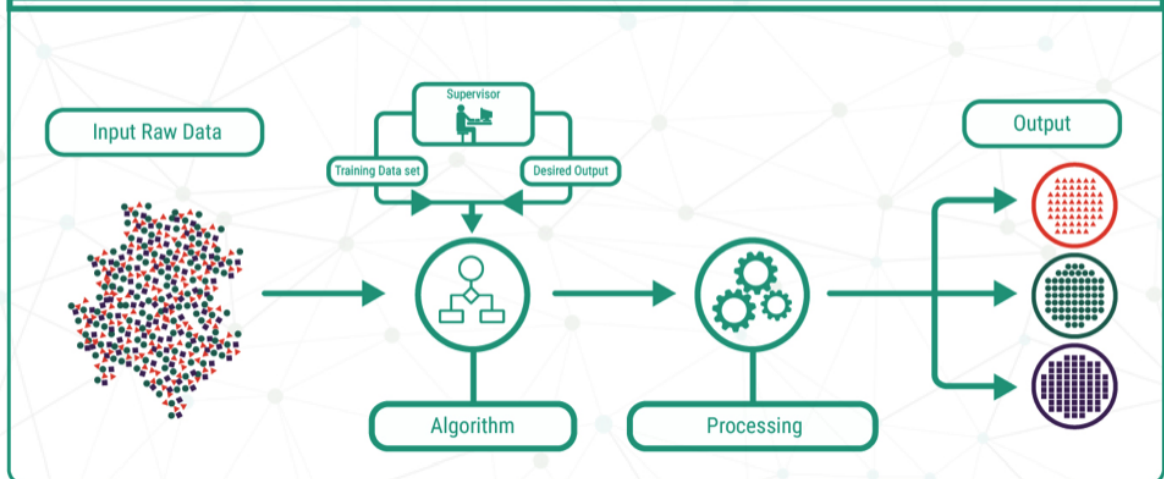 Supervisor
Input Raw Data
Output
Training Data set
Desired Output
Algorithm
Processing